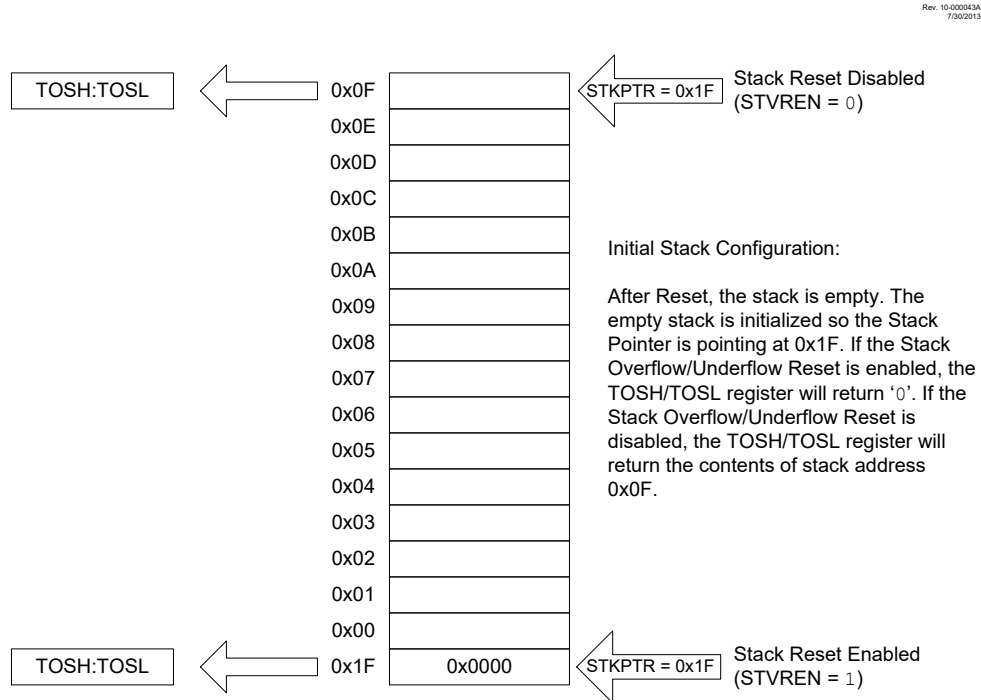 Rev. 10-000043A
7/30/2013
TOSH:TOSL
0x0F
STKPTR = 0x1F
Stack Reset Disabled
(STVREN = 0)
0x0E
0x0D
0x0C
0x0B
0x0A
0x09
0x08
0x07
0x06
0x05
0x04
0x03
0x02
0x01
0x00
Initial Stack Configuration:
After Reset, the stack is empty. The
empty stack is initialized so the Stack
Pointer is pointing at 0x1F. If the Stack
Overflow/Underflow Reset is enabled, the
TOSH/TOSL register will return ‘0’. If the
Stack Overflow/Underflow Reset is
disabled, the TOSH/TOSL register will
return the contents of stack address
0x0F.
TOSH:TOSL
0x1F
0x0000
STKPTR = 0x1F
Stack Reset Enabled
(STVREN = 1)